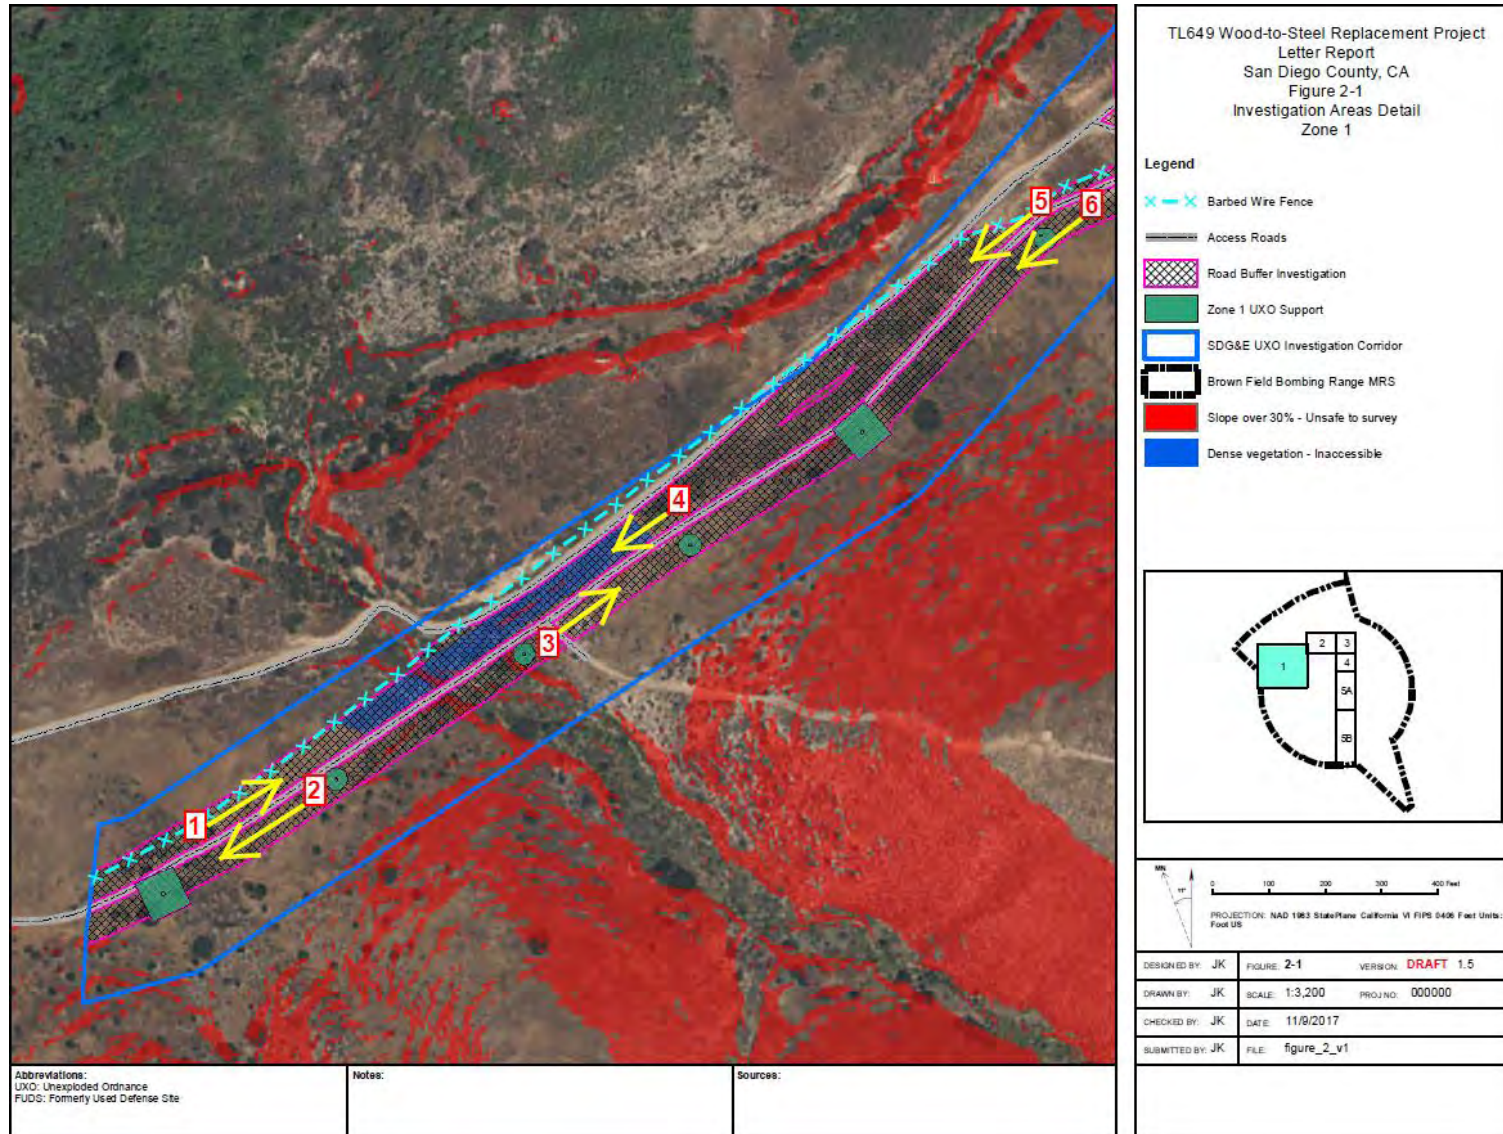 TL649 Wood-to-Steel Replacement Project
Letter Report
San Diego County, CA
Figure 2-1
Investigation Areas Detail
Zone 1
Legend
Barbed Wire Fence
Access Roads
Road Buffer Investigation
Zone 1 UXO Support
SDG&E UXO Investigation Corridor
Brown Field Bombing Range MRS
Slope over 30% - Unsafe to survey
Dense vegetation - Inaccessible
5
6
4
3
2
1
2 3
1 4
5A
5B
MN
11°
0 100 200 300 400 Feet
PROJECTION: NAD 1983 StatePlane California VI FIPS 0406 Feet Units:
Foot US
DESIGNED BY: JK FIGURE: 2-1 VERSION: DRAFT 1.5
DRAWN BY: JK SCALE: 1:3,200 PROJ NO: 000000
CHECKED BY: JK DATE: 11/9/2017
SUBMITTED BY: JK FILE: figure_2_v1
Abbreviations:
UXO: Unexploded Ordnance
FUDS: Formerly Used Defense Site
Notes:
Sources: